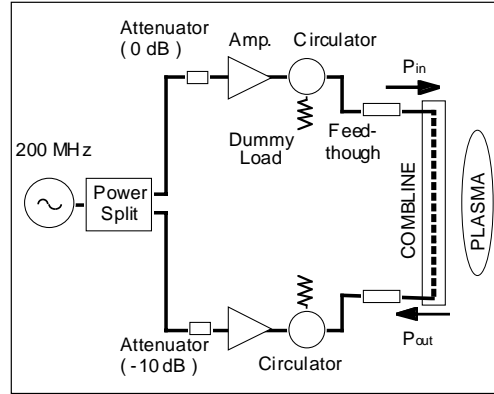 Attenuator
( 0 dB )
Amp.
Circulator
Pin
Dummy
Load
Feed-
though
200 MHz
Power
Split
COMBLINE
PLASMA
Attenuator
( -10 dB )
Circulator
Pout